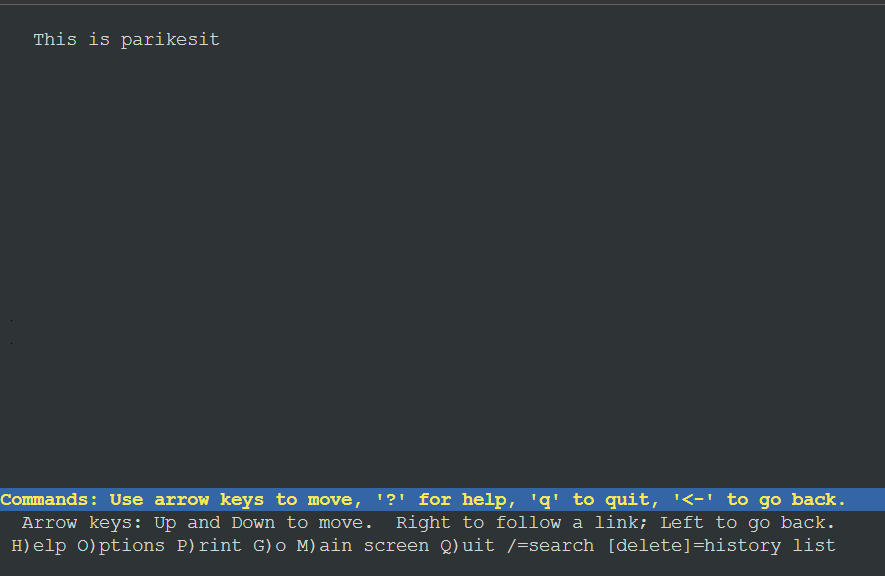 This is parikesit
Commands: Use arrow keys to move, '?' for help, 'q' to quit, '<-' to go back.
Arrow keys: Up and Down to move.  Right to follow a link; Left to go back.
H)elp O)ptions P)rint G)o M)ain screen Q)uit /=search [delete]=history list